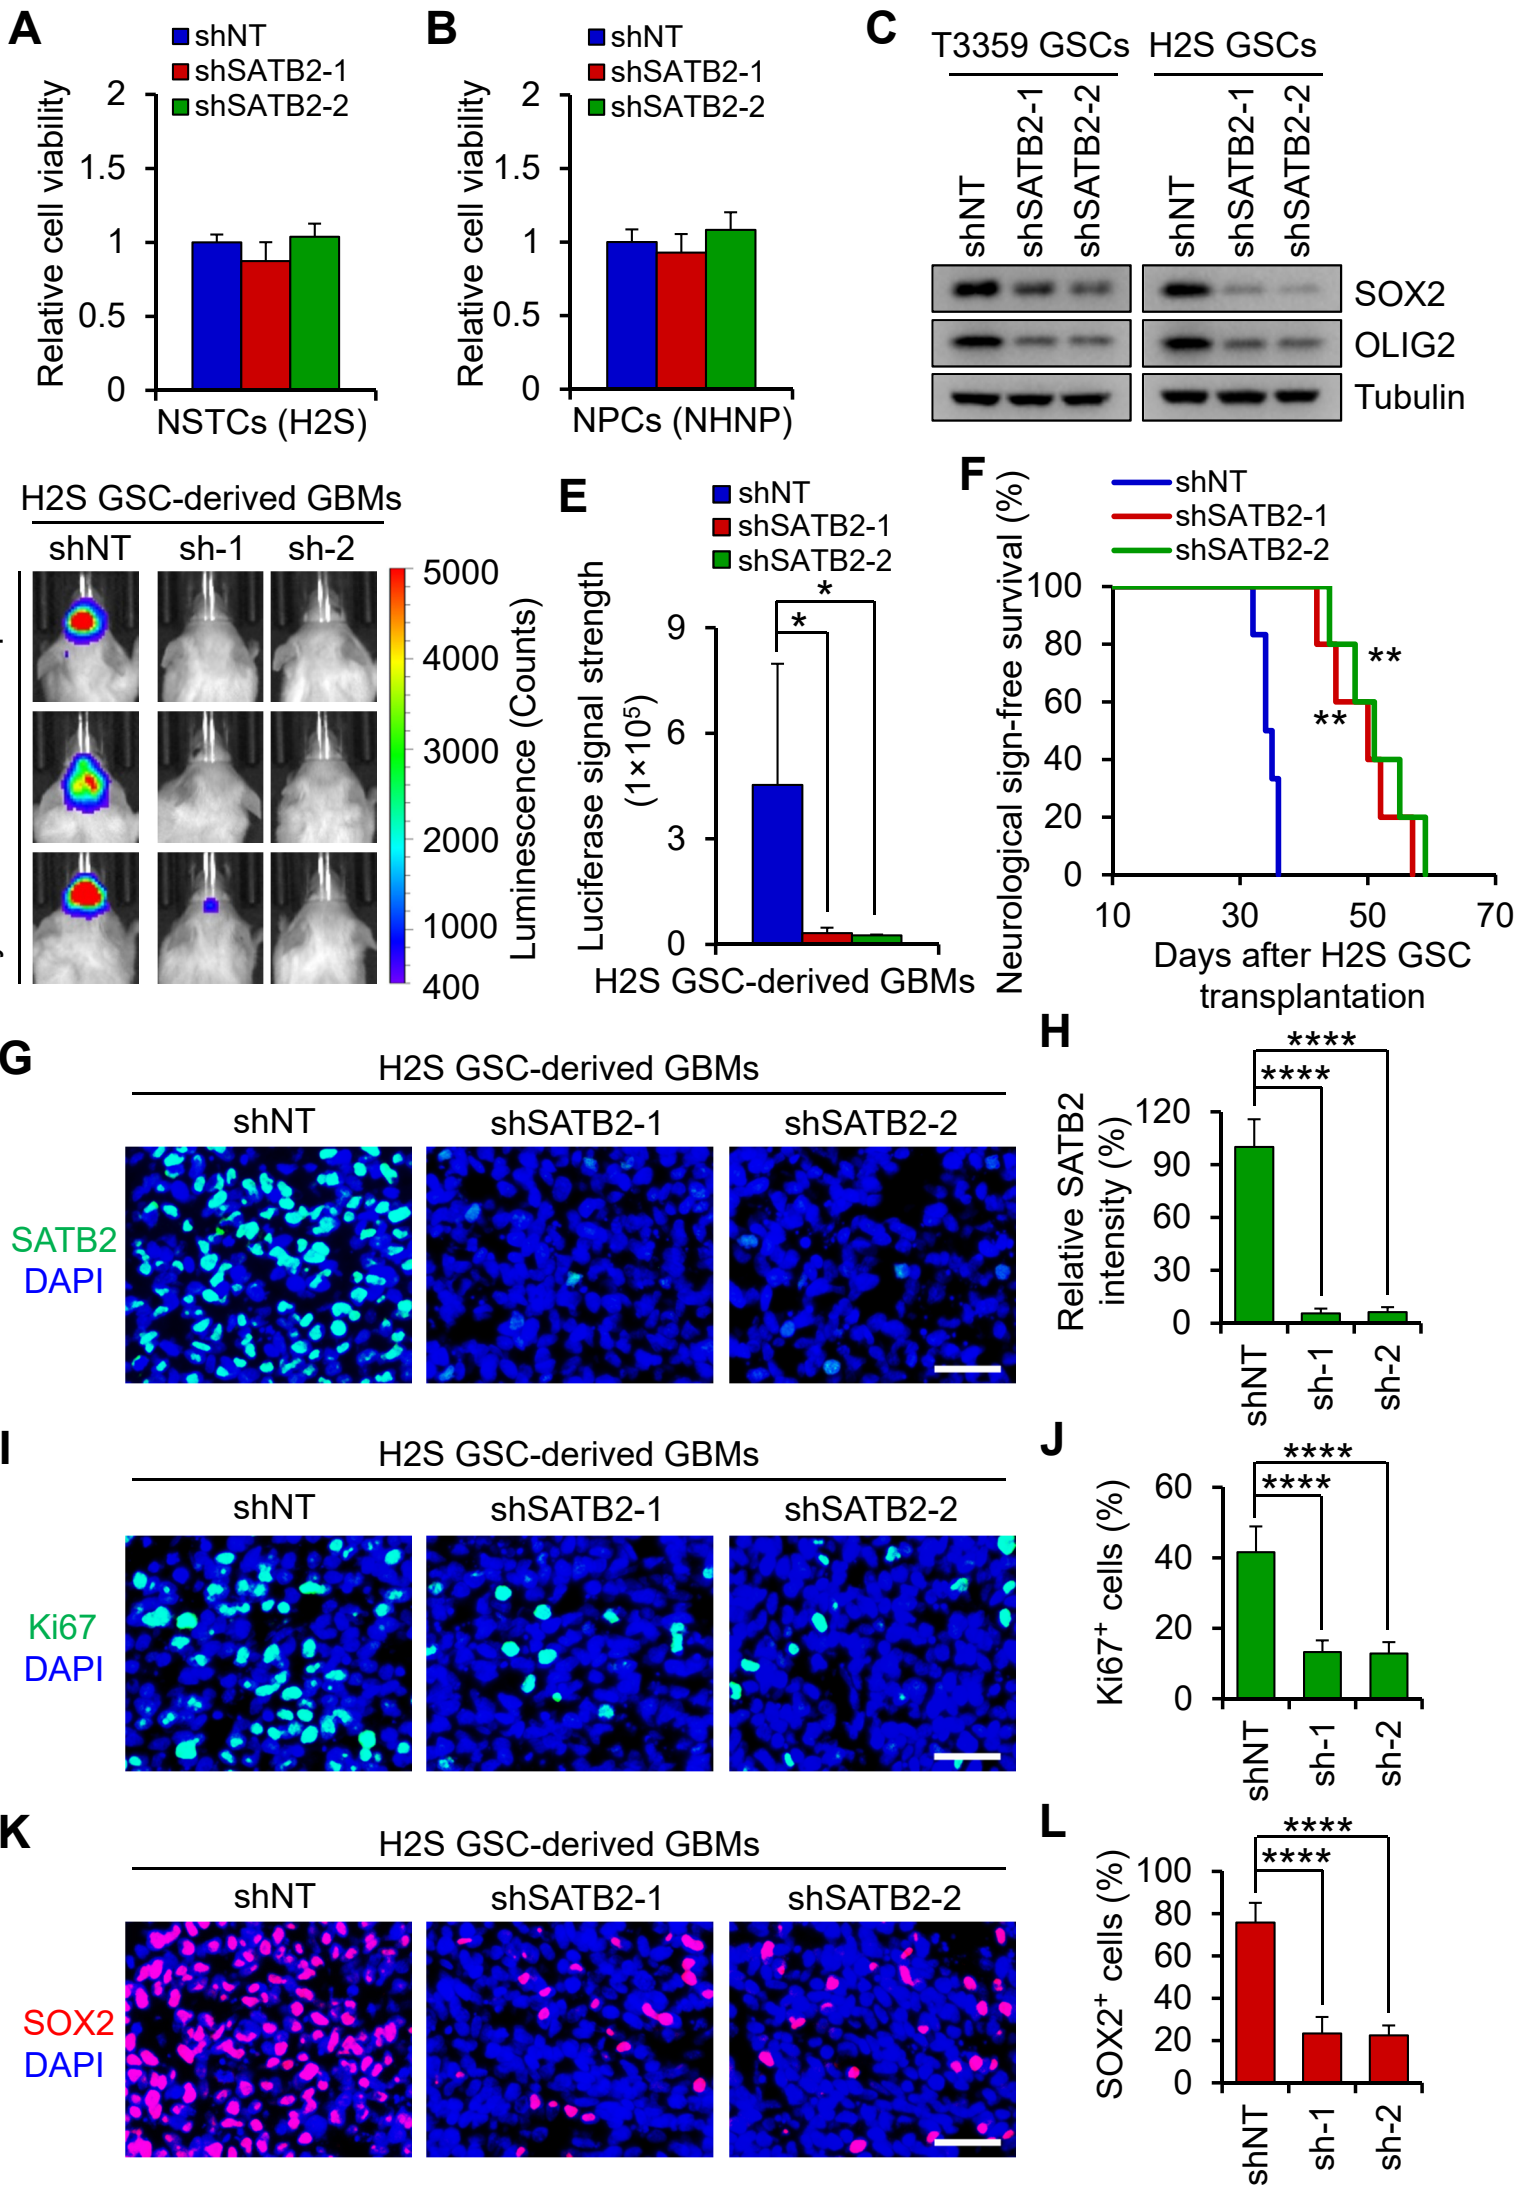 A
shNT
shSATB2-1
shSATB2-2
Relative cell viability
2
1.5
1
0.5
0
NSTCs (H2S)
B
shNT
shSATB2-1
shSATB2-2
Relative cell viability
2
1.5
1
0.5
0
NPCs (NHNP)
C
T3359 GSCs
H2S GSCs
shNT
shSATB2-1
shSATB2-2
shNT
shSATB2-1
shSATB2-2
SOX2
OLIG2
Tubulin
H2S GSC-derived GBMs
shNT
sh-1
sh-2
5000
4000
3000
2000
1000
400
Luminescence (Counts)
E
shNT
shSATB2-1
shSATB2-2
Luciferase signal strength
(1×10⁵)
*
*
9
6
3
0
H2S GSC-derived GBMs
F
shNT
shSATB2-1
shSATB2-2
Neurological sign-free survival (%)
100
80
60
40
20
0
**
**
10
30
50
70
Days after H2S GSC
transplantation
G
H2S GSC-derived GBMs
shNT
shSATB2-1
shSATB2-2
SATB2
DAPI
H
****
****
Relative SATB2
intensity (%)
120
90
60
30
0
shNT
sh-1
sh-2
I
H2S GSC-derived GBMs
shNT
shSATB2-1
shSATB2-2
Ki67
DAPI
J
****
****
Ki67⁺ cells (%)
60
40
20
0
shNT
sh-1
sh-2
K
H2S GSC-derived GBMs
shNT
shSATB2-1
shSATB2-2
SOX2
DAPI
L
****
****
SOX2⁺ cells (%)
100
80
60
40
20
0
shNT
sh-1
sh-2